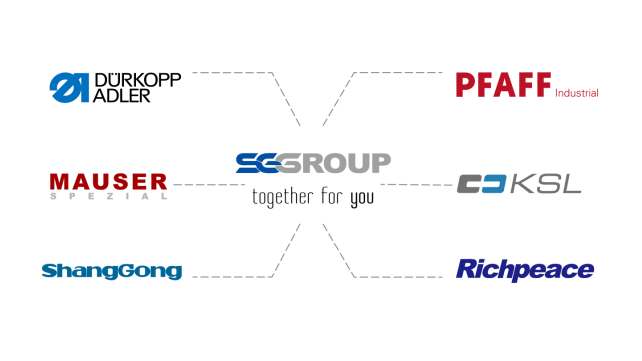 DÜRKOPP
ADLER
PFAFF Industrial
SGGROUP
together for you
MAUSER
SPEZIAL
KSL
ShangGong
Richpeace